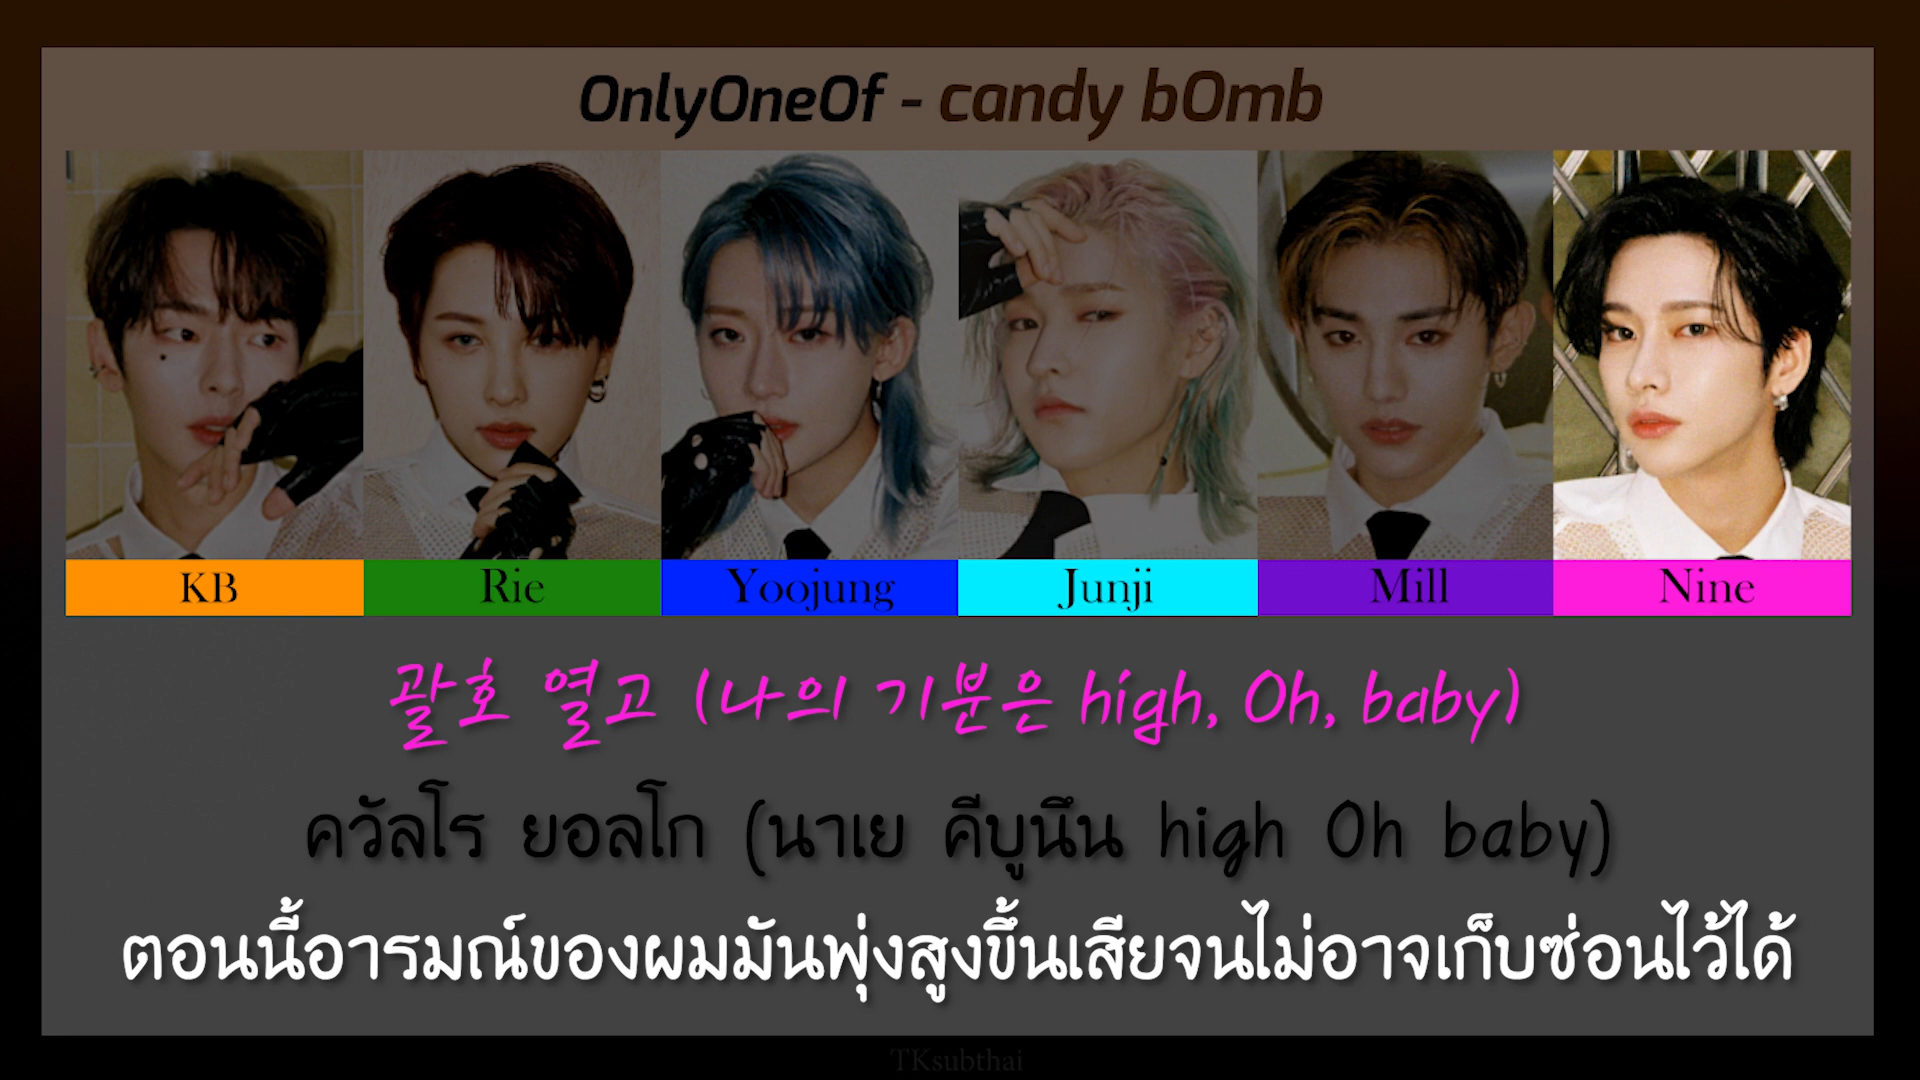 OnlyOneOf - candy bOmb
KB Rie Yoojung Junji Mill Nine
괄호 열고 (나의 기분은 high, Oh, baby)
ควัลโร ยอลโก (นาเย คีบูนึน high Oh baby)
ตอนนี้อารมณ์ของผมมันพุ่งสูงขึ้นเสียจนไม่อาจเก็บซ่อนไว้ได้
TKsubthai